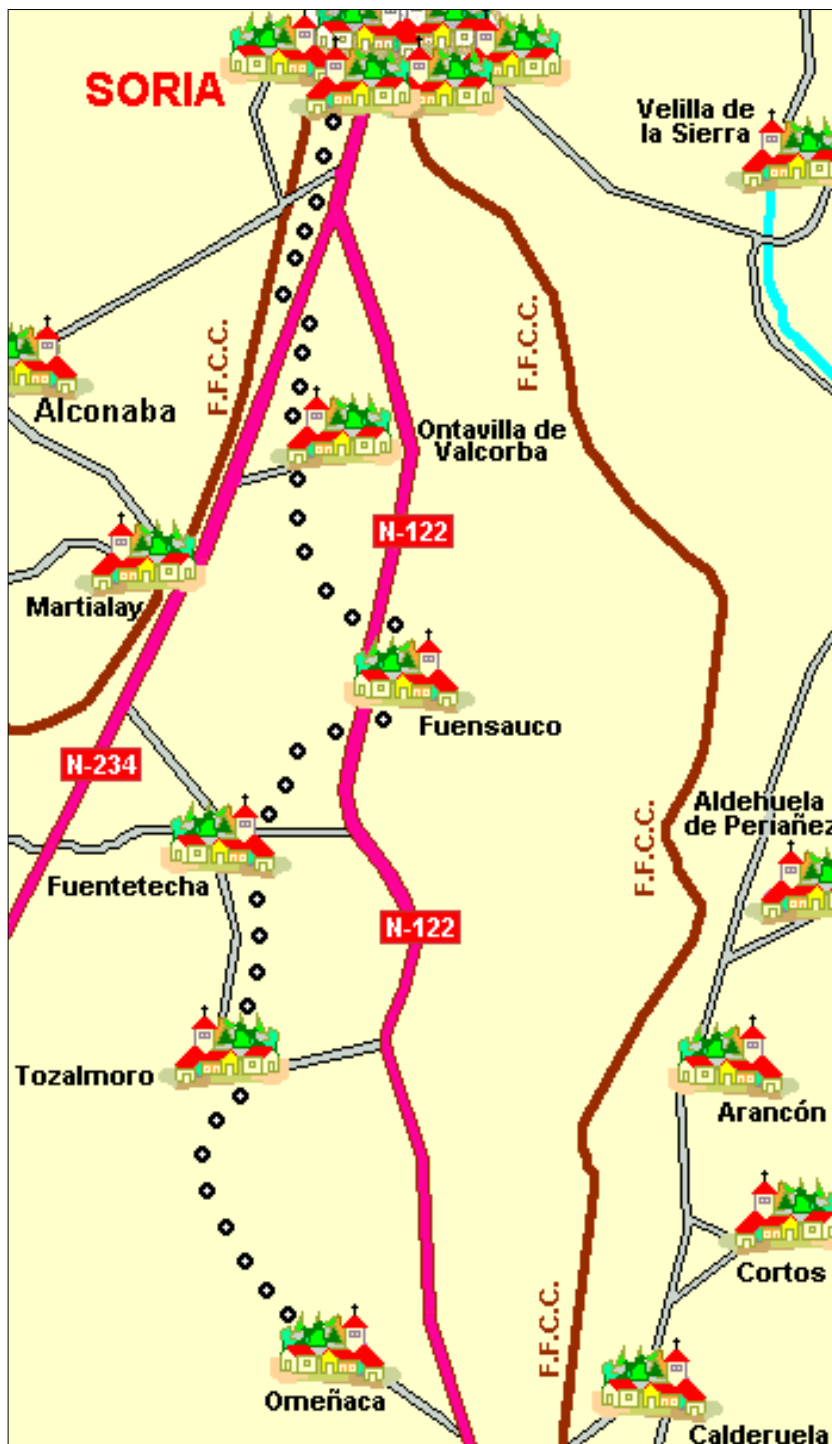 SORIA
Velilla de
la Sierra
F.F.C.C.
F.F.C.C.
Alconaba
Ontavilla de
Valcorba
N-122
Martialay
Fuensauco
N-234
Aldehuela
de Periañez
F.F.C.C.
Fuentetecha
N-122
Tozalmoro
Arancón
Cortos
F.F.C.C.
Omeñaca
Calderuela